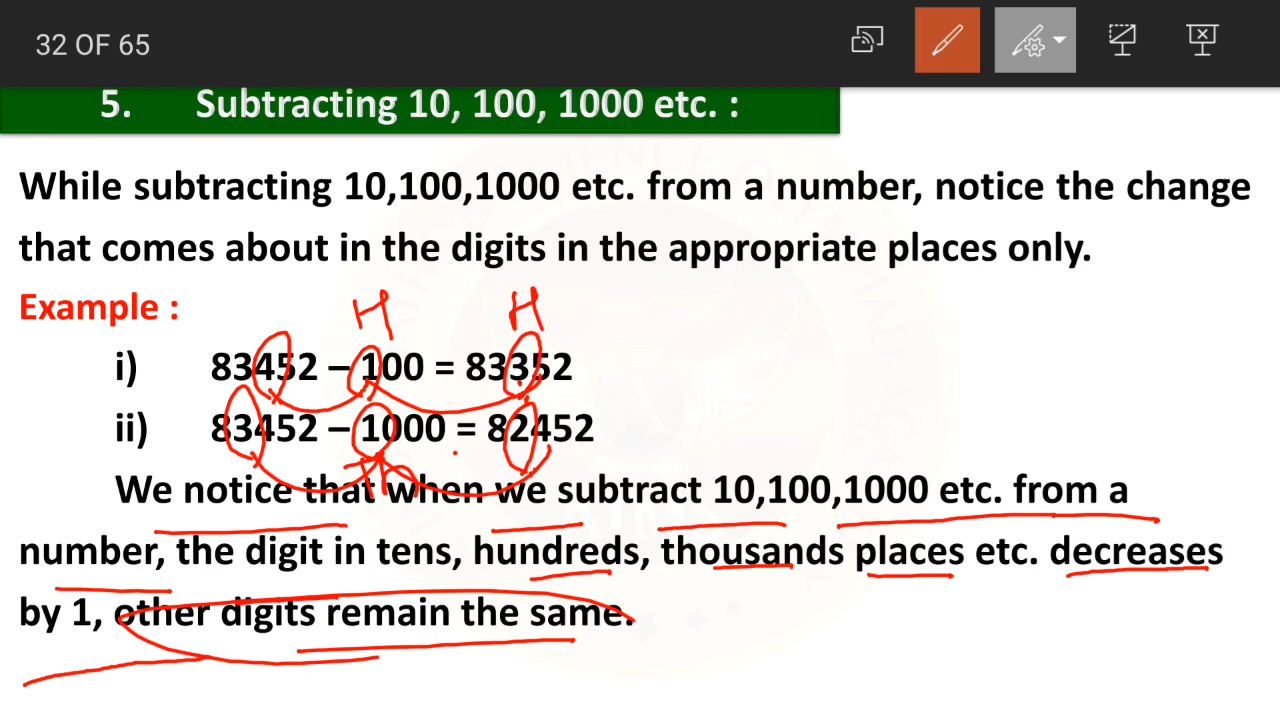 32 OF 65
5. Subtracting 10, 100, 1000 etc. :
While subtracting 10,100,1000 etc. from a number, notice the change
that comes about in the digits in the appropriate places only.
Example :
H H
i) 83452 – 100 = 83352
ii) 83452 – 1000 = 82452
Th
We notice that when we subtract 10,100,1000 etc. from a
number, the digit in tens, hundreds, thousands places etc. decreases
by 1, other digits remain the same.